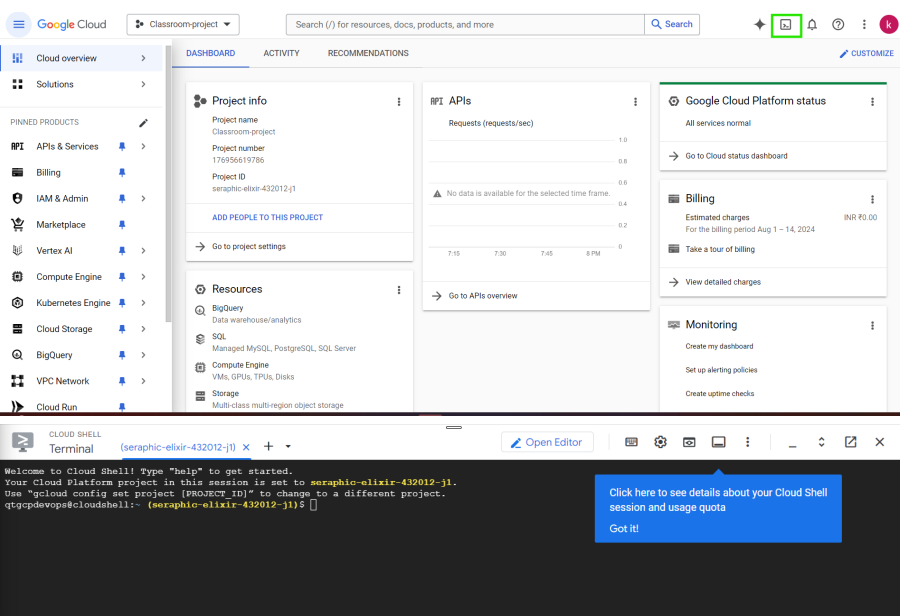 Google Cloud
Classroom-project
Search (/) for resources, docs, products, and more
Search
k
Cloud overview
Solutions
PINNED PRODUCTS
API APIs & Services
Billing
IAM & Admin
Marketplace
Vertex AI
Compute Engine
Kubernetes Engine
Cloud Storage
BigQuery
VPC Network
Cloud Run
DASHBOARD
ACTIVITY
RECOMMENDATIONS
CUSTOMIZE
Project info
Project name
Classroom-project
Project number
176956619786
Project ID
seraphic-elixir-432012-j1
ADD PEOPLE TO THIS PROJECT
Go to project settings
Resources
BigQuery
Data warehouse/analytics
SQL
Managed MySQL, PostgreSQL, SQL Server
Compute Engine
VMs, GPUs, TPUs, Disks
Storage
Multi-class multi-region object storage
API APIs
Requests (requests/sec)
1.0
0.8
0.6
No data is available for the selected time frame.
0.4
0.2
0
7:15 7:30 7:45 8 PM
Go to APIs overview
Google Cloud Platform status
All services normal
Go to Cloud status dashboard
Billing
Estimated charges INR ₹0.00
For the billing period Aug 1 – 14, 2024
Take a tour of billing
View detailed charges
Monitoring
Create my dashboard
Set up alerting policies
Create uptime checks
CLOUD SHELL
Terminal
(seraphic-elixir-432012-j1)
Open Editor
Welcome to Cloud Shell! Type "help" to get started.
Your Cloud Platform project in this session is set to seraphic-elixir-432012-j1.
Use "gcloud config set project [PROJECT_ID]” to change to a different project.
qtgcpdevops@cloudshell:~ (seraphic-elixir-432012-j1)$
Click here to see details about your Cloud Shell
session and usage quota
Got it!